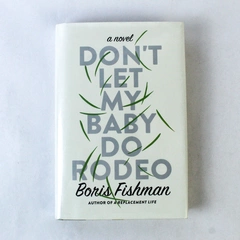 a novel
DON'T
LET
MY
BABY
DO
RODEO
Boris Fishman
AUTHOR OF A REPLACEMENT LIFE